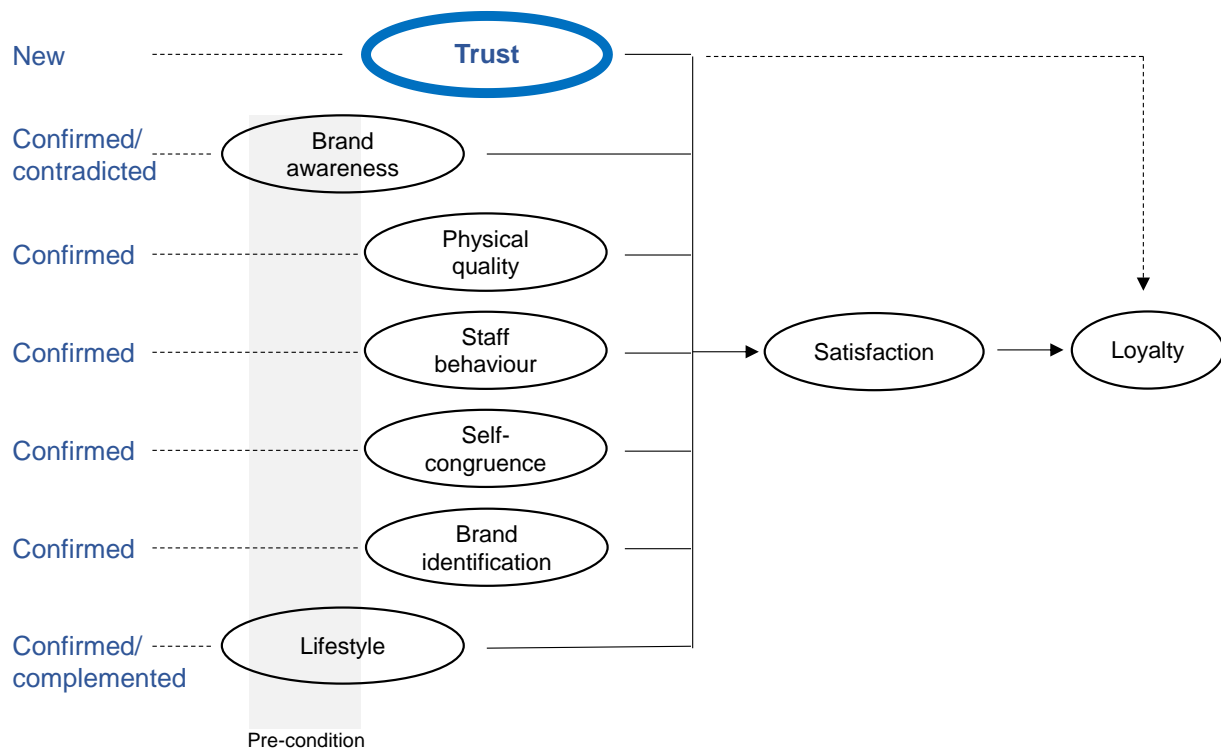 New
Trust
Confirmed/
contradicted
Brand
awareness
Confirmed
Physical
quality
Confirmed
Staff
behaviour
Satisfaction
Loyalty
Confirmed
Self-
congruence
Confirmed
Brand
identification
Confirmed/
complemented
Lifestyle
Pre-condition